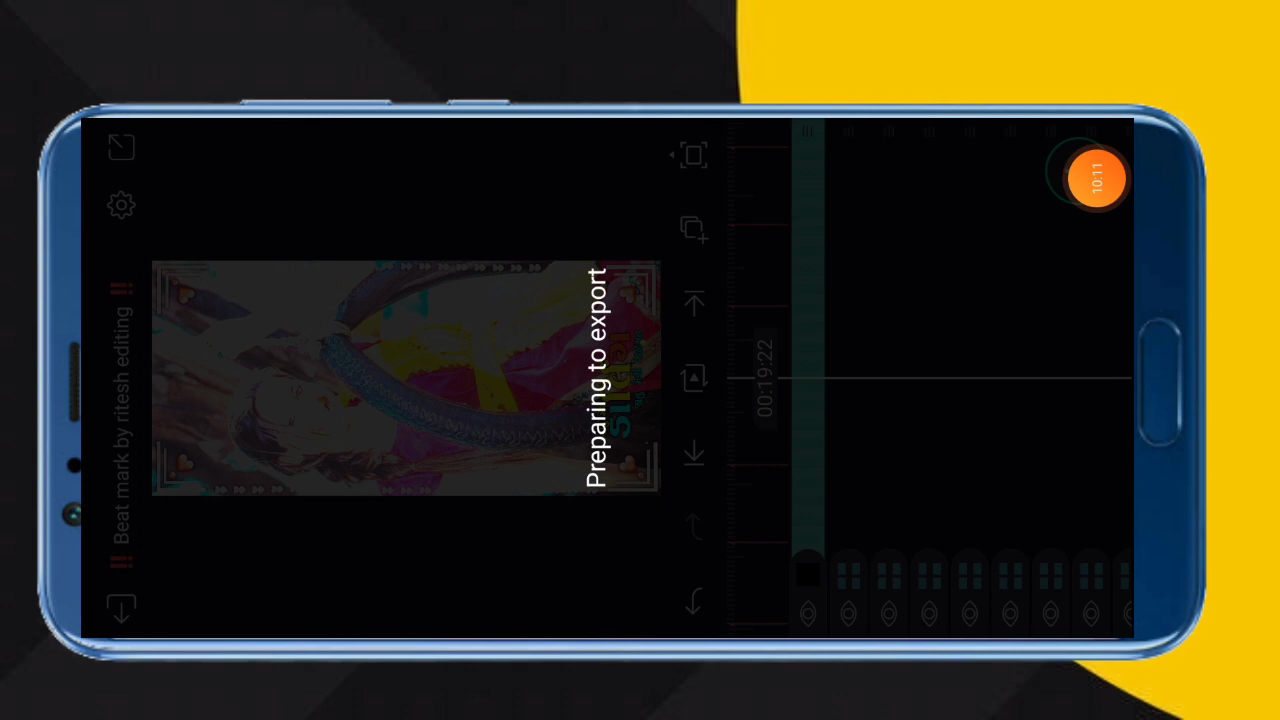 !! Beat mark by ritesh editing !!
Preparing to export
00:19:22
10:11